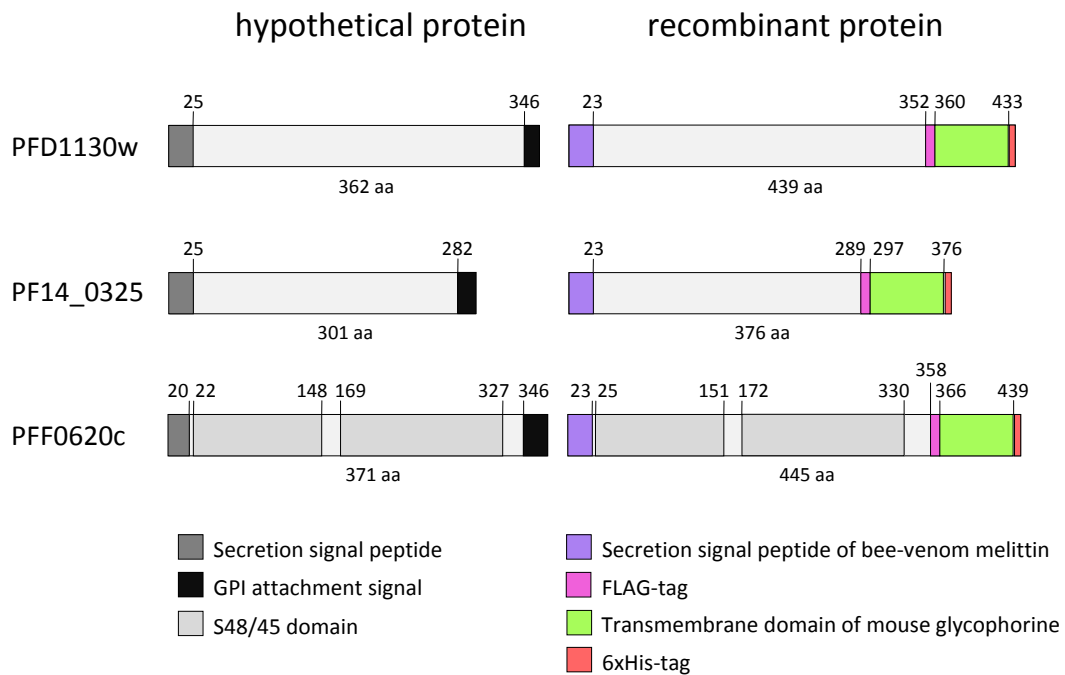 hypothetical protein recombinant protein
25 346 23 352 360 433
PFD1130w
362 aa 439 aa
25 282 23 289 297 376
PF14_0325
301 aa 376 aa
358
20 22 148 169 327 346 23 25 151 172 330 366 439
PFF0620c
371 aa 445 aa
Secretion signal peptide
GPI attachment signal
S48/45 domain
Secretion signal peptide of bee-venom melittin
FLAG-tag
Transmembrane domain of mouse glycophorine
6xHis-tag